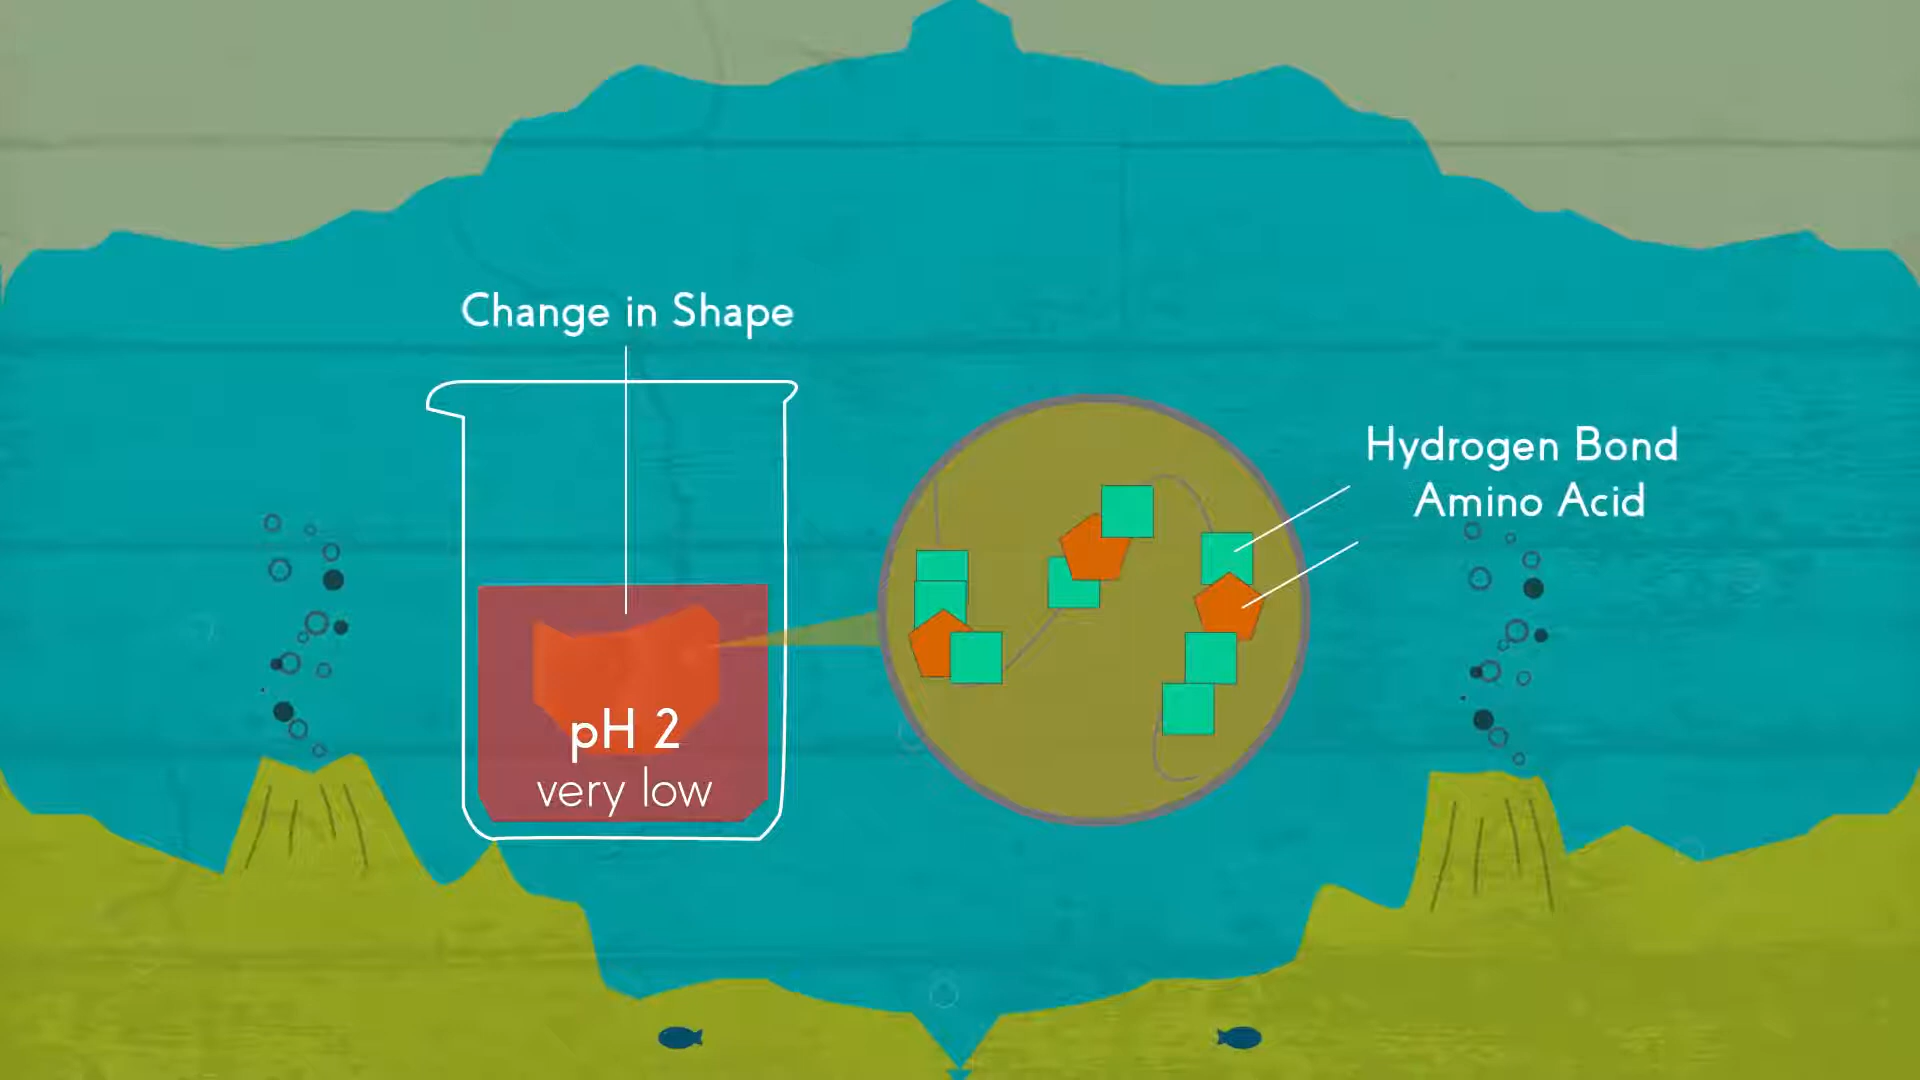 Change in Shape
Hydrogen Bond
Amino Acid
pH 2
very low